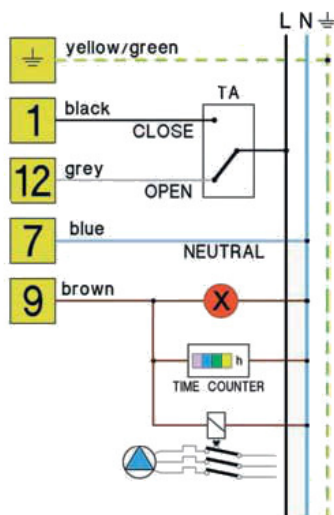 L N
yellow/green
TA
1
black
CLOSE
12
grey
OPEN
7
blue
NEUTRAL
9
brown
X
h
TIME COUNTER